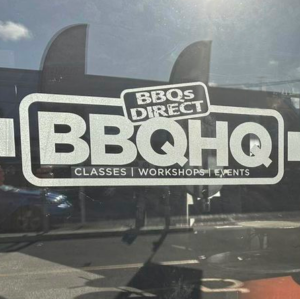 BBQs
DIRECT
BBQHQ
CLASSES | WORKSHOPS | EVENTS